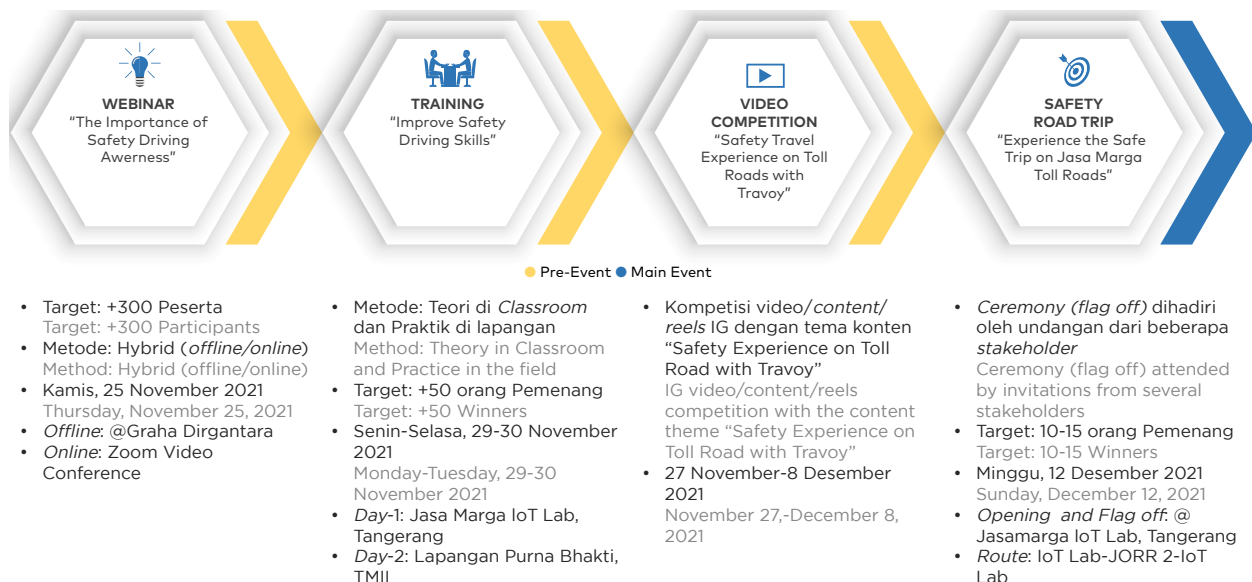 WEBINAR
“The Importance of
Safety Driving
Awerness”
TRAINING
“Improve Safety
Driving Skills”
VIDEO
COMPETITION
“Safety Travel
Experience on Toll
Roads with
Travoy”
SAFETY
ROAD TRIP
“Experience the Safe
Trip on Jasa Marga
Toll Roads”
Pre-Event Main Event
• Target: +300 Peserta
Target: +300 Participants
• Metode: Hybrid (offline/online)
Method: Hybrid (offline/online)
• Kamis, 25 November 2021
Thursday, November 25, 2021
• Offline: @Graha Dirgantara
• Online: Zoom Video
Conference
• Metode: Teori di Classroom
dan Praktik di lapangan
Method: Theory in Classroom
and Practice in the field
• Target: +50 orang Pemenang
Target: +50 Winners
• Senin-Selasa, 29-30 November
2021
Monday-Tuesday, 29-30
November 2021
• Day-1: Jasa Marga IoT Lab,
Tangerang
• Day-2: Lapangan Purna Bhakti,
TMII
• Kompetisi video/content/
reels IG dengan tema konten
“Safety Experience on Toll
Road with Travoy”
IG video/content/reels
competition with the content
theme “Safety Experience on
Toll Road with Travoy”
• 27 November-8 Desember
2021
November 27,-December 8,
2021
• Ceremony (flag off) dihadiri
oleh undangan dari beberapa
stakeholder
Ceremony (flag off) attended
by invitations from several
stakeholders
• Target: 10-15 orang Pemenang
Target: 10-15 Winners
• Minggu, 12 Desember 2021
Sunday, December 12, 2021
• Opening and Flag off: @
Jasamarga IoT Lab, Tangerang
• Route: IoT Lab-JORR 2-IoT
Lab